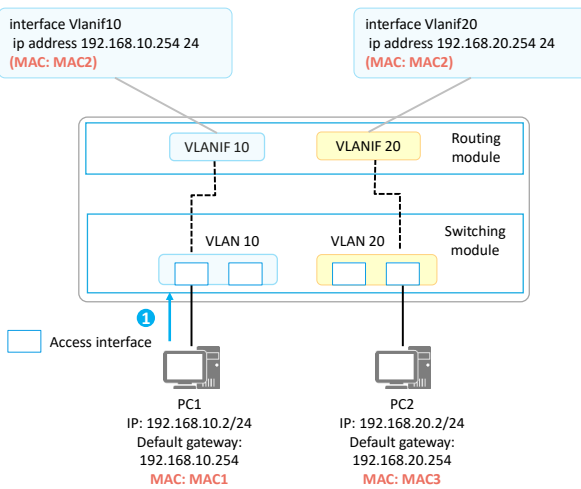 interface Vlanif10
ip address 192.168.10.254 24
(MAC: MAC2)
interface Vlanif20
ip address 192.168.20.254 24
(MAC: MAC2)
VLANIF 10
VLANIF 20
Routing
module
VLAN 10
VLAN 20
Switching
module
1
Access interface
PC1
IP: 192.168.10.2/24
Default gateway:
192.168.10.254
MAC: MAC1
PC2
IP: 192.168.20.2/24
Default gateway:
192.168.20.254
MAC: MAC3